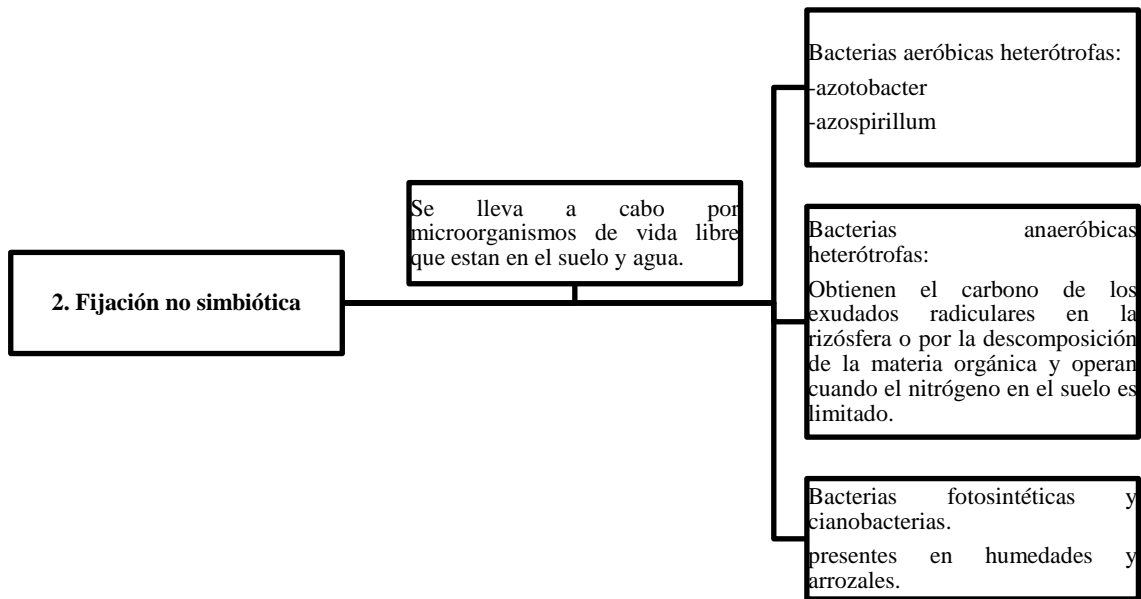 2. Fijación no simbiótica
Se lleva a cabo por
microorganismos de vida libre
que estan en el suelo y agua.
Bacterias aeróbicas heterótrofas:
-azotobacter
-azospirillum
Bacterias anaeróbicas
heterótrofas:
Obtienen el carbono de los
exudados radiculares en la
rizósfera o por la descomposición
de la materia orgánica y operan
cuando el nitrógeno en el suelo es
limitado.
Bacterias fotosintéticas y
cianobacterias.
presentes en humedades y
arrozales.